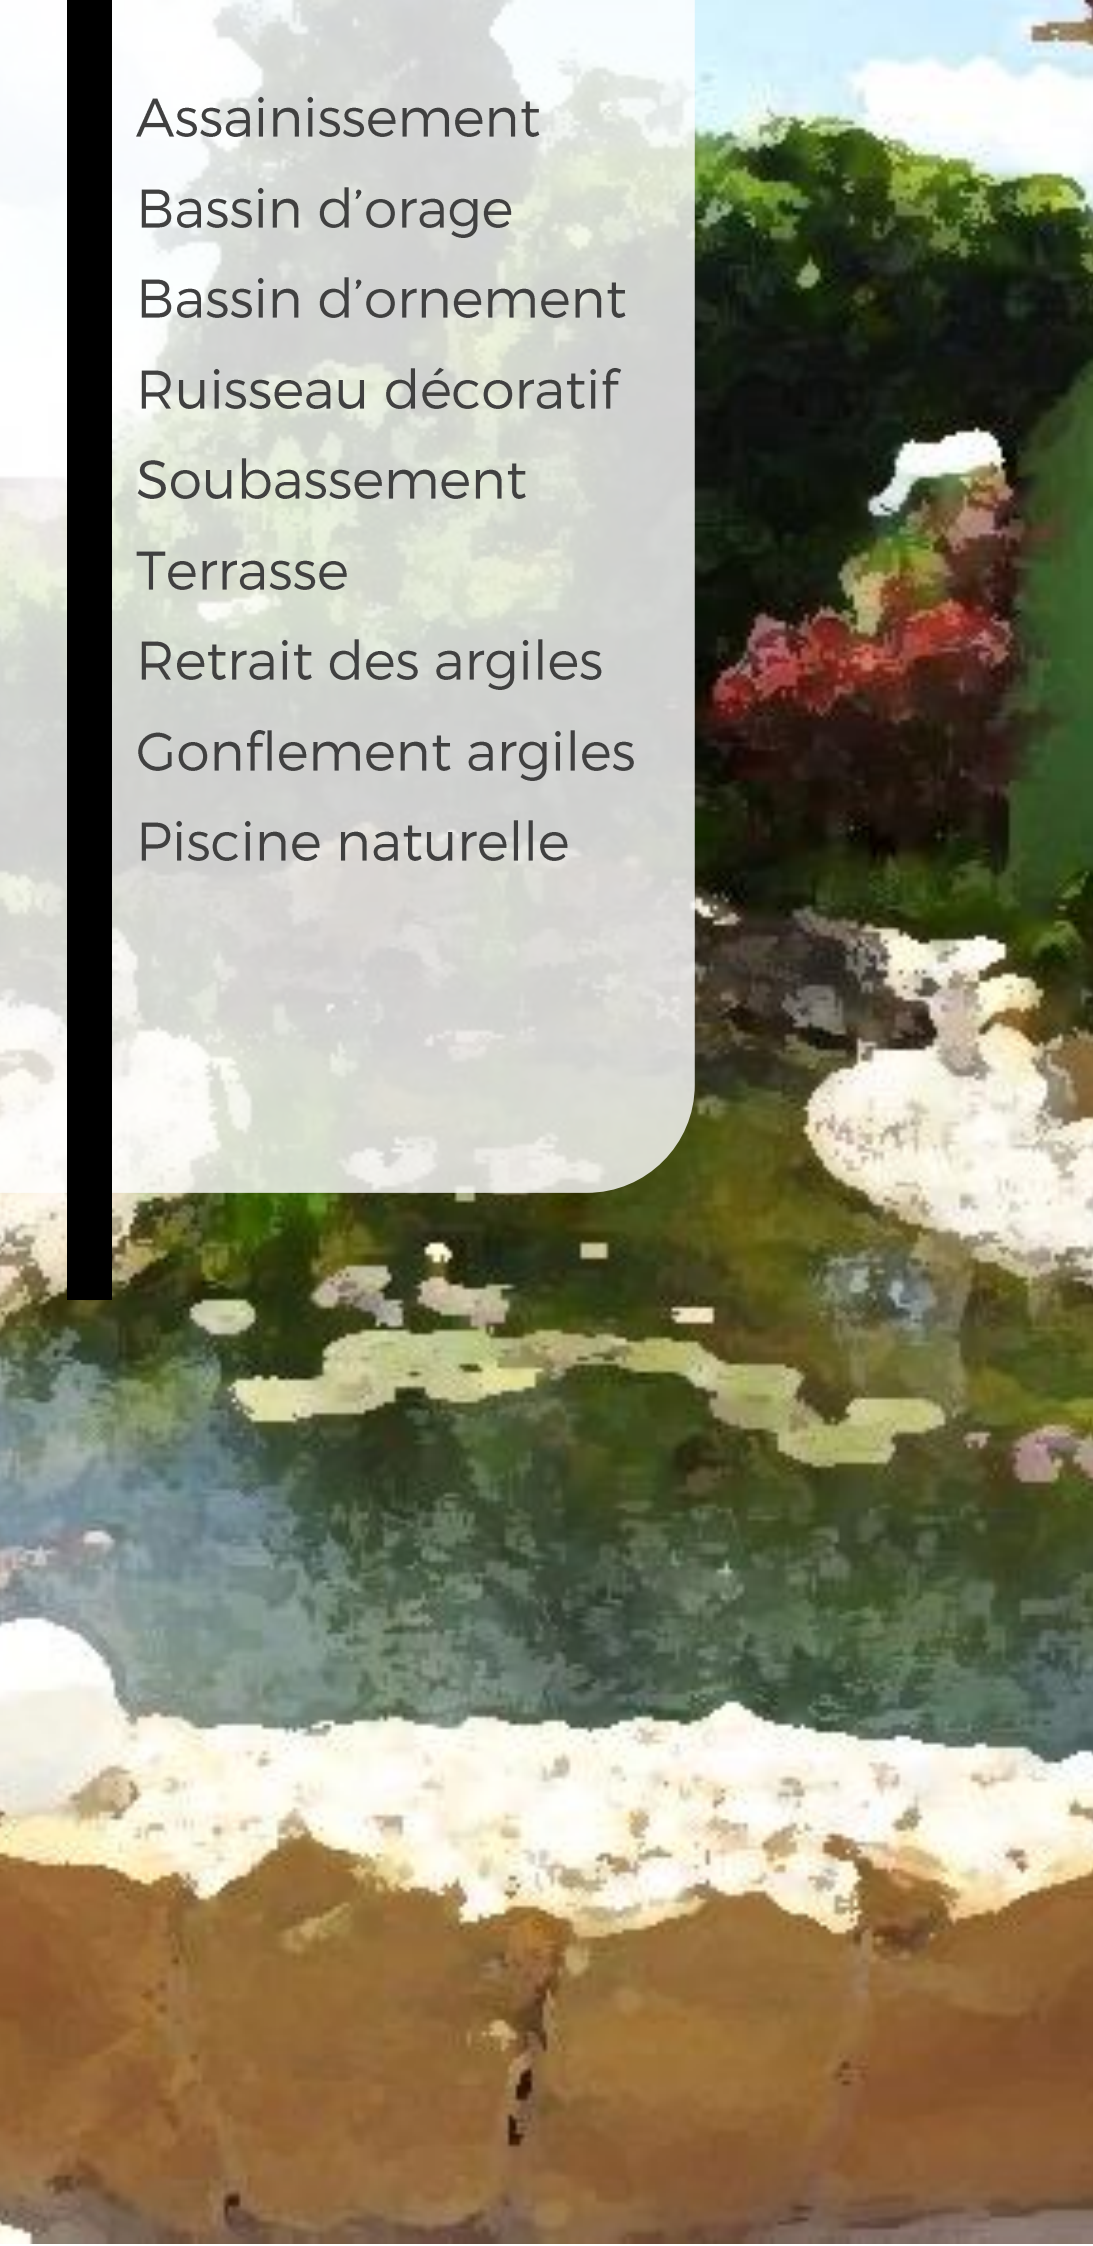 Assainissement
Bassin d’orage
Bassin d’ornement
Ruisseau décoratif
Soubassement
Terrasse
Retrait des argiles
Gonflement argiles
Piscine naturelle